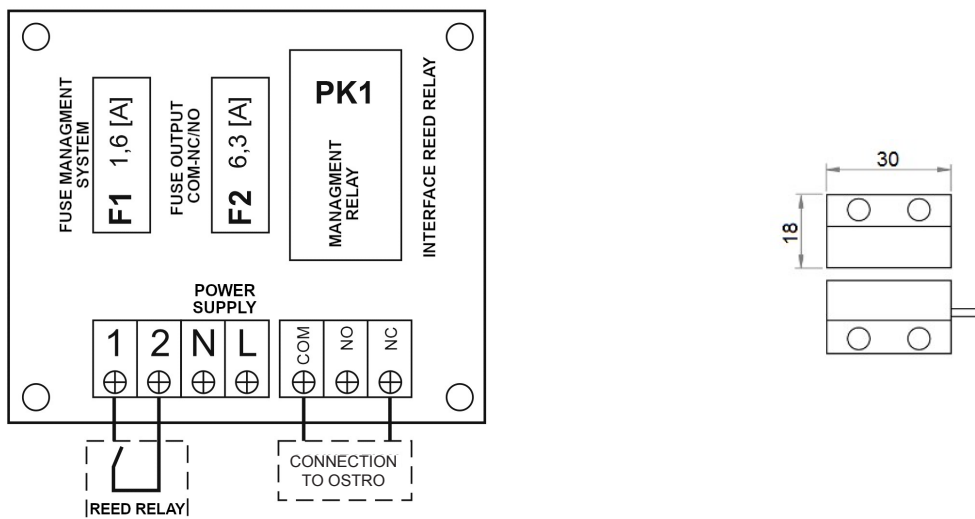 FUSE MANAGMENT
SYSTEM
F1 1,6 [A]
FUSE OUTPUT
COM-NC/NO
F2 6,3 [A]
PK1
MANAGMENT
RELAY
INTERFACE REED RELAY
POWER
SUPPLY
1 2 N L
COM NO NC
REED RELAY
CONNECTION
TO OSTRO
30
18